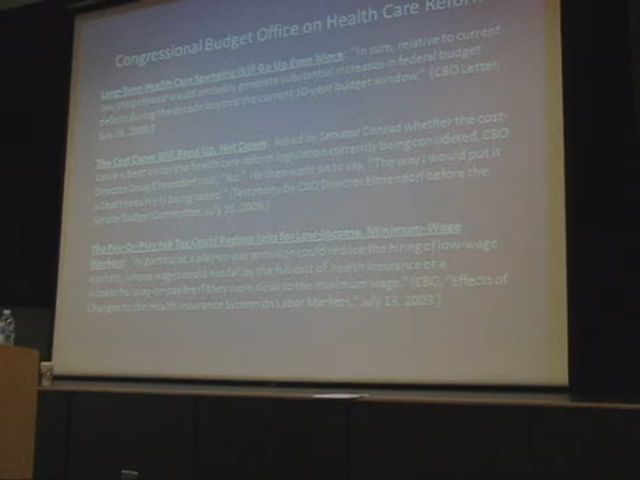 Congressional Budget Office on Health Care Reform
Long-Term Health Care Spending Will Go Up Even More: "In sum, relative to current
law, the proposal would probably generate substantial increases in federal budget
deficits during the decade beyond the current 10-year budget window." (CBO Letter,
July 26, 2009.)
The Cost Curve Will Bend Up, Not Down: Asked by Senator Conrad whether the cost-
curve is bent under the health care reform legislation currently being considered, CBO
Director Doug Elmendorf said, "No." He then went on to say, "The way I would put it
is that the curve is being raised." (Testimony by CBO Director Elmendorf before the
Senate Budget Committee, July 16, 2009.)
The Pay-Or-Play Job Tax Could Reduce Jobs For Low-Income, Minimum-Wage
Workers: "In particular, a play-or-pay provision could reduce the hiring of low-wage
workers, whose wages could not fall by the full cost of health insurance or a
substantial play-or-pay fee if they were close to the minimum wage." (CBO, "Effects of
Changes to the Health Insurance System on Labor Markets," July 13, 2009.)